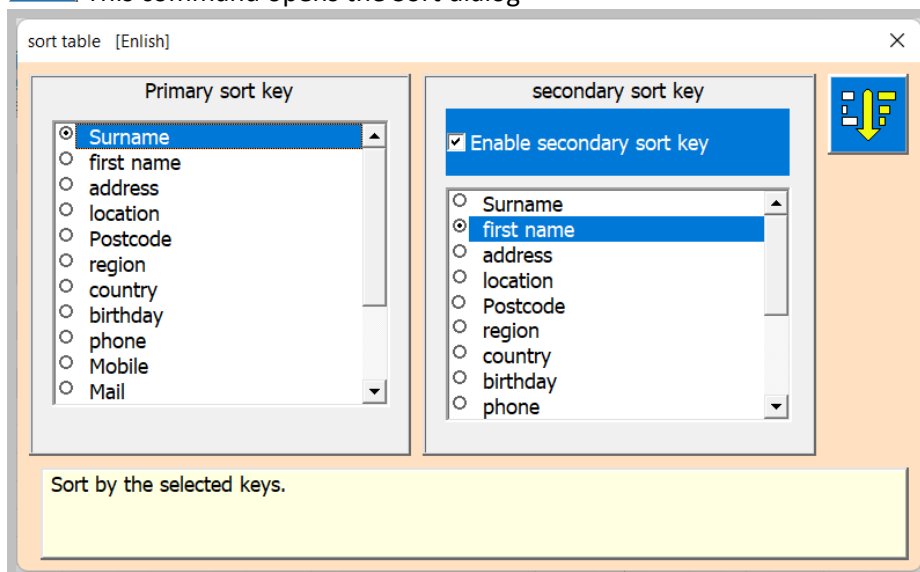 This command opens the Sort dialog
sort table [Enlish]
Primary sort key
Surname
first name
address
location
Postcode
region
country
birthday
phone
Mobile
Mail
secondary sort key
Enable secondary sort key
Surname
first name
address
location
Postcode
region
country
birthday
phone
Sort by the selected keys.